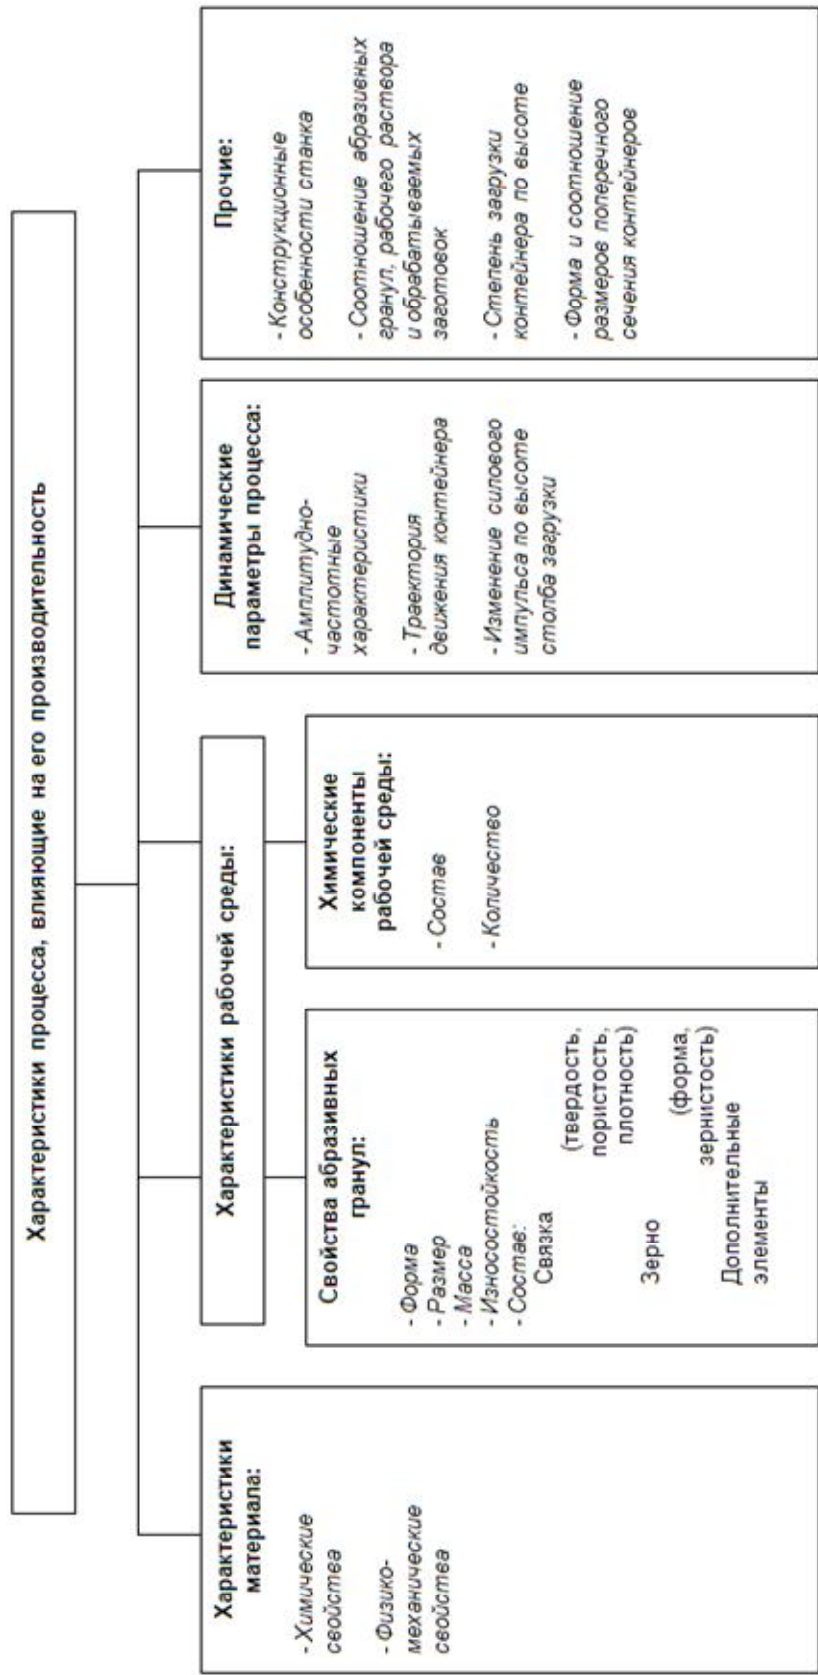 Характеристики процесса, влияющие на его производительность
Характеристики
материала:
- Химические
свойства
- Физико-
механические
свойства
Характеристики рабочей среды:
Свойства абразивных
гранул:
- Форма
- Размер
- Масса
- Износостойкость
- Состав:
Связка
(твердость,
пористость,
плотность)
Зерно
(форма,
зернистость)
Дополнительные
элементы
Химические
компоненты
рабочей среды:
- Состав
- Количество
Динамические
параметры процесса:
- Амплитудно-
частотные
характеристики
- Траектория
движения контейнера
- Изменение силового
импульса по высоте
столба загрузки
Прочие:
- Конструкционные
особенности станка
- Соотношение абразивных
гранул, рабочего раствора
и обрабатываемых
заготовок
- Степень загрузки
контейнера по высоте
- Форма и соотношение
размеров поперечного
сечения контейнеров